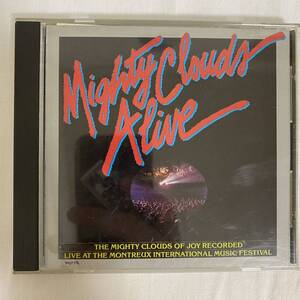 Mighty Clouds
Alive
THE MIGHTY CLOUDS OF JOY RECORDED
LIVE AT THE MONTREUX INTERNATIONAL MUSIC FESTIVAL